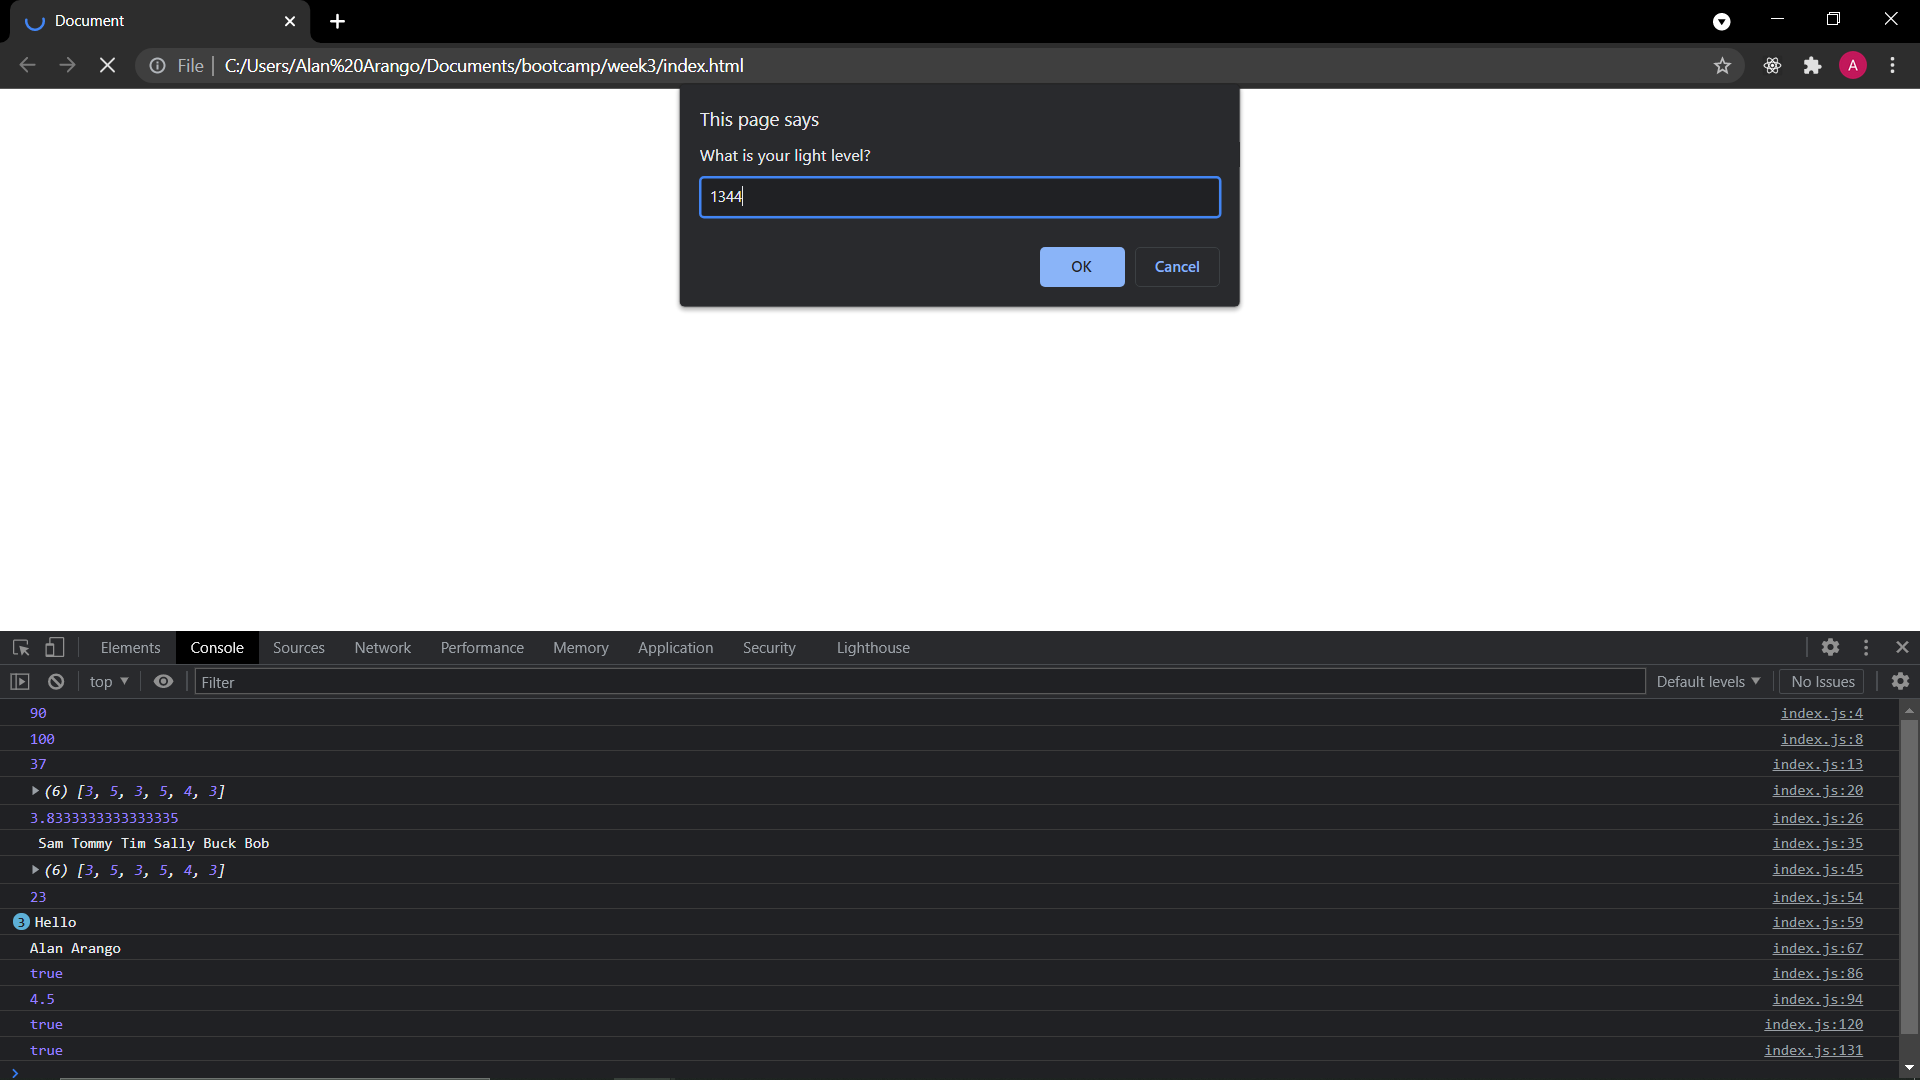 Document
File
C:/Users/Alan%20Arango/Documents/bootcamp/week3/index.html
A
This page says
What is your light level?
1344
OK Cancel
Elements Console Sources Network Performance Memory Application Security Lighthouse
top Filter Default levels No Issues
90 index.js:4
100 index.js:8
37 index.js:13
(6) [3, 5, 3, 5, 4, 3] index.js:20
3.8333333333333335 index.js:26
Sam Tommy Tim Sally Buck Bob index.js:35
(6) [3, 5, 3, 5, 4, 3] index.js:45
23 index.js:54
3 Hello index.js:59
Alan Arango index.js:67
true index.js:86
4.5 index.js:94
true index.js:120
true index.js:131